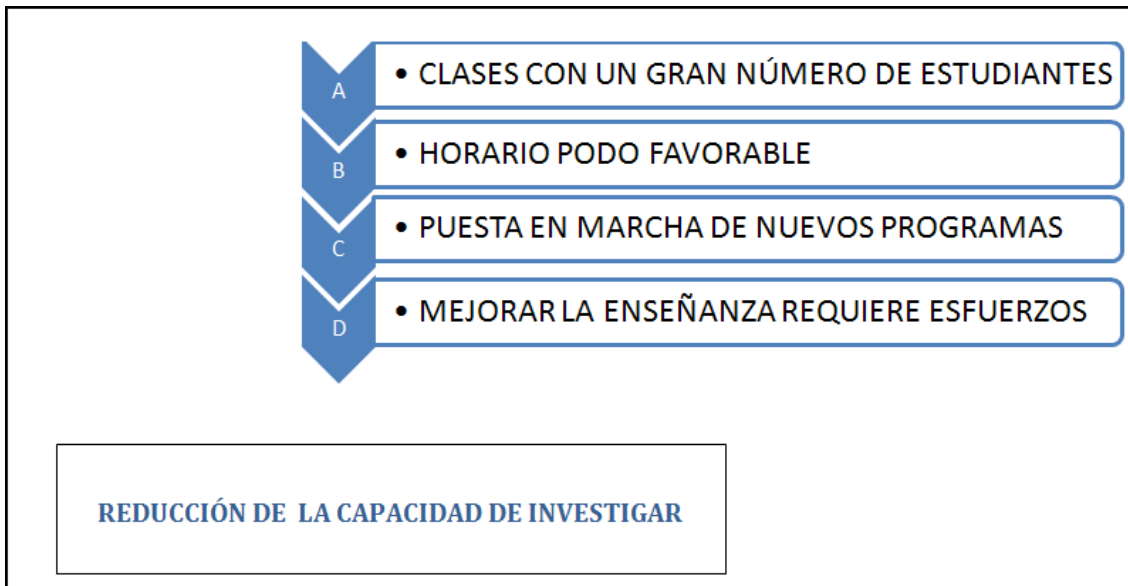 A
• CLASES CON UN GRAN NÚMERO DE ESTUDIANTES
B
• HORARIO PODO FAVORABLE
C
• PUESTA EN MARCHA DE NUEVOS PROGRAMAS
D
• MEJORAR LA ENSEÑANZA REQUIERE ESFUERZOS
REDUCCIÓN DE LA CAPACIDAD DE INVESTIGAR